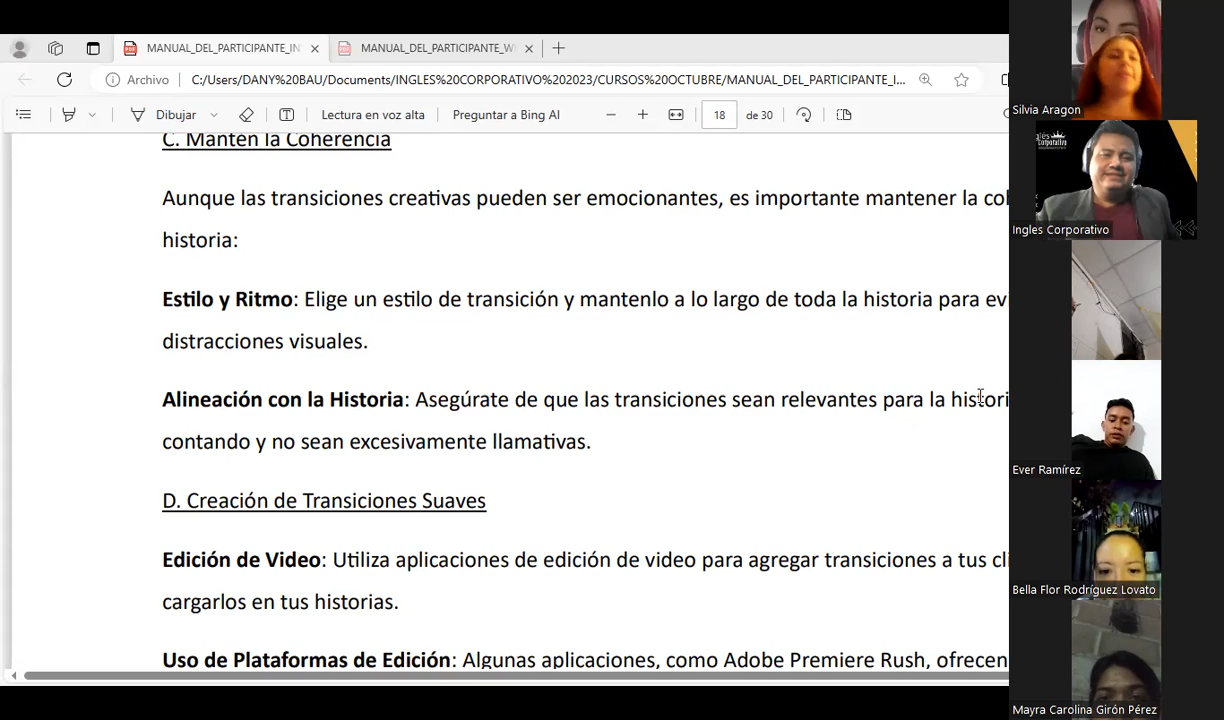 MANUAL_DEL_PARTICIPANTE_IN
MANUAL_DEL_PARTICIPANTE_W
Archivo
C:/Users/DANY%20BAU/Documents/INGLES%20CORPORATIVO%202023/CURSOS%20OCTUBRE/MANUAL_DEL_PARTICIPANTE_I...
Dibujar
Lectura en voz alta
Preguntar a Bing AI
18 de 30
C. Mantén la Coherencia
Aunque las transiciones creativas pueden ser emocionantes, es importante mantener la co
historia:
Estilo y Ritmo: Elige un estilo de transición y mantenlo a lo largo de toda la historia para evi
distracciones visuales.
Alineación con la Historia: Asegúrate de que las transiciones sean relevantes para la histori
contando y no sean excesivamente llamativas.
D. Creación de Transiciones Suaves
Edición de Video: Utiliza aplicaciones de edición de video para agregar transiciones a tus cli
cargarlos en tus historias.
Uso de Plataformas de Edición: Algunas aplicaciones, como Adobe Premiere Rush, ofrecen
Silvia Aragon
glés
corporativo
Ingles Corporativo
Ever Ramírez
Bella Flor Rodríguez Lovato
Mayra Carolina Girón Pérez